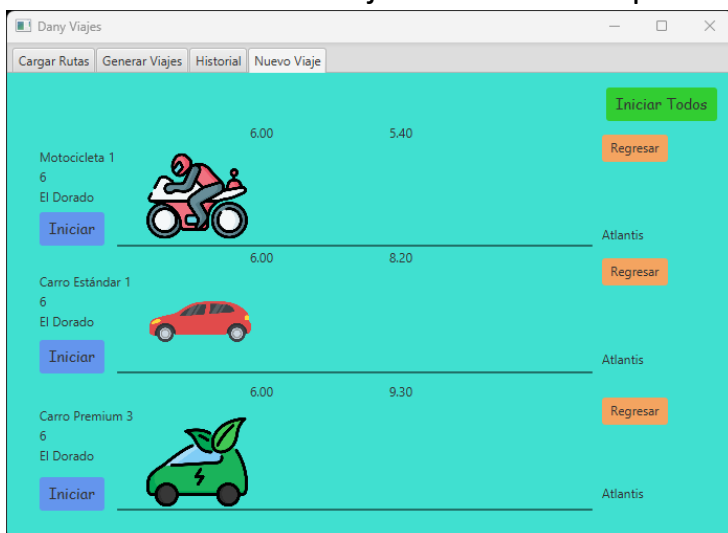 Dany Viajes
Cargar Rutas Generar Viajes Historial Nuevo Viaje
Iniciar Todos
6.00 5.40
Regresar
Motocicleta 1
6
El Dorado
Iniciar
Atlantis
6.00 8.20
Regresar
Carro Estándar 1
6
El Dorado
Iniciar
Atlantis
6.00 9.30
Regresar
Carro Premium 3
6
El Dorado
Iniciar
Atlantis